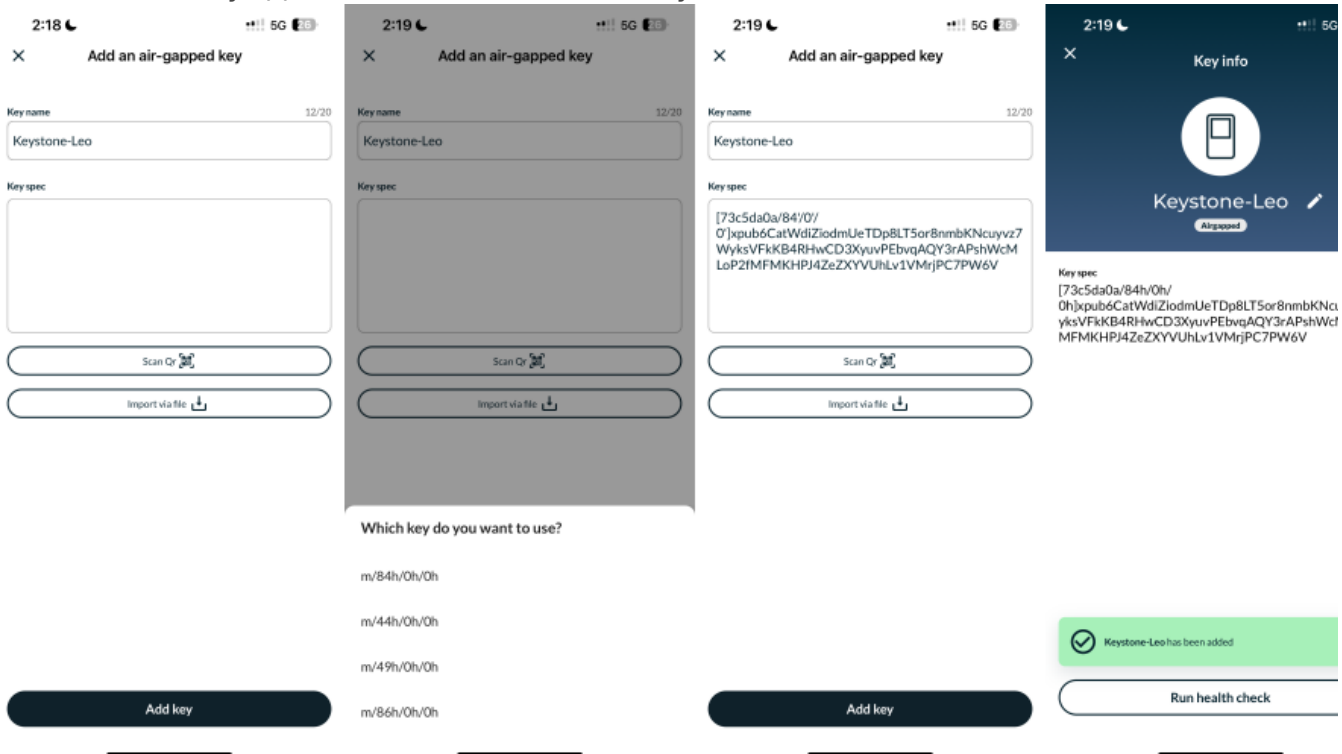 2:18
5G 26
Add an air-gapped key
Key name
12/20
Keystone-Leo
Key spec
Scan Qr
Import via file
Add key
2:19
5G 26
Add an air-gapped key
Key name
12/20
Keystone-Leo
Key spec
Scan Qr
Import via file
Which key do you want to use?
m/84h/0h/0h
m/44h/0h/0h
m/49h/0h/0h
m/86h/0h/0h
2:19
5G 26
Add an air-gapped key
Key name
12/20
Keystone-Leo
Key spec
[73c5da0a/84'/0'/
0']xpub6CatWdiZiodmUeTDp8LT5or8nmbKNcuyvz7
WyksVFkKB4RHwCD3XyuvPEbvqAQY3rAPshWcM
LoP2fMFMKHPJ4ZeZXYVUhLv1VMrjPC7PW6V
Scan Qr
Import via file
Add key
2:19
5G
Key info
Keystone-Leo
Airgapped
Key spec
[73c5da0a/84h/0h/
0h]xpub6CatWdiZiodmUeTDp8LT5or8nmbKNcu
yksVFkKB4RHwCD3XyuvPEbvqAQY3rAPshWc
MFMKHPJ4ZeZXYVUhLv1VMrjPC7PW6V
Keystone-Leo has been added
Run health check